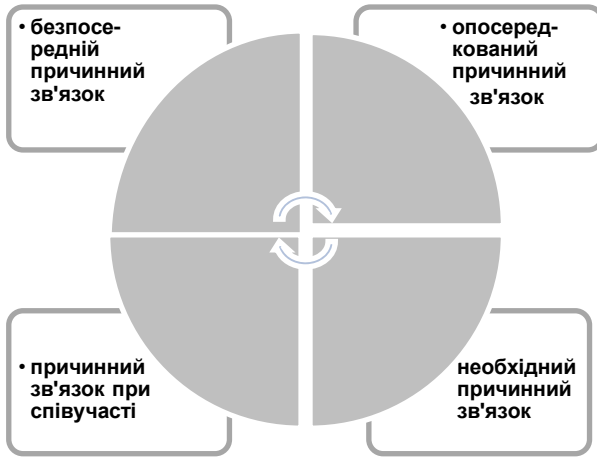 • безпосе-
редній
причинний
зв'язок
• опосеред-
кований
причинний
зв'язок
• причинний
зв'язок при
співучасті
необхідний
причинний
зв'язок